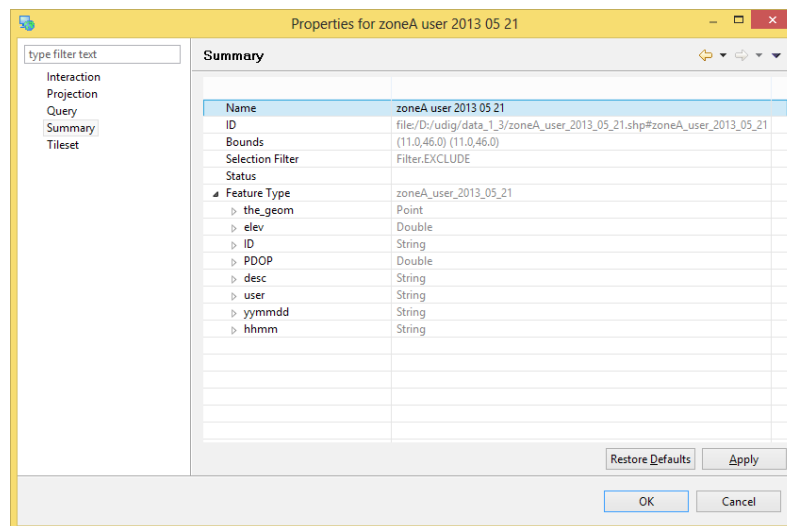 Properties for zoneA user 2013 05 21
type filter text
Interaction
Projection
Query
Summary
Tileset
Summary
Name zoneA user 2013 05 21
ID file:/D:/udig/data_1_3/zoneA_user_2013_05_21.shp#zoneA_user_2013_05_21
Bounds (11.0,46.0) (11.0,46.0)
Selection Filter Filter.EXCLUDE
Status
Feature Type zoneA_user_2013_05_21
the_geom Point
elev Double
ID String
PDOP Double
desc String
user String
yymmdd String
hhmm String
Restore Defaults Apply
OK Cancel